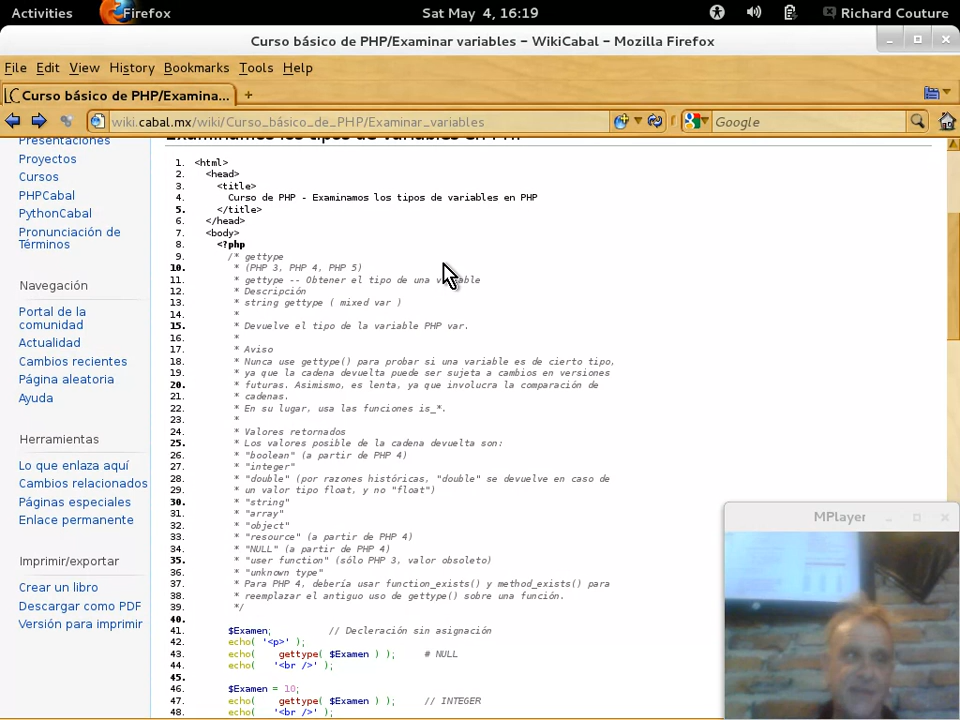 Activities
Firefox
Sat May 4, 16:19
Richard Couture
Curso básico de PHP/Examinar variables – WikiCabal – Mozilla Firefox
File Edit View History Bookmarks Tools Help
Curso básico de PHP/Examina...
wiki.cabal.mx/wiki/Curso_básico_de_PHP/Examinar_variables
Google
Presentaciones
Proyectos
Cursos
PHPCabal
PythonCabal
Pronunciación de
Términos
Navegación
Portal de la
comunidad
Actualidad
Cambios recientes
Página aleatoria
Ayuda
Herramientas
Lo que enlaza aquí
Cambios relacionados
Páginas especiales
Enlace permanente
Imprimir/exportar
Crear un libro
Descargar como PDF
Versión para imprimir
Examinamos los tipos de variables en PHP
1. <html>
2. <head>
3. <title>
4. Curso de PHP - Examinamos los tipos de variables en PHP
5. </title>
6. </head>
7. <body>
8. <?php
9. /* gettype
10. * (PHP 3, PHP 4, PHP 5)
11. * gettype -- Obtener el tipo de una variable
12. * Descripción
13. * string gettype ( mixed var )
14. *
15. * Devuelve el tipo de la variable PHP var.
16. *
17. * Aviso
18. * Nunca use gettype() para probar si una variable es de cierto tipo,
19. * ya que la cadena devuelta puede ser sujeta a cambios en versiones
20. * futuras. Asimismo, es lenta, ya que involucra la comparación de
21. * cadenas.
22. * En su lugar, usa las funciones is_*.
23. *
24. * Valores retornados
25. * Los valores posible de la cadena devuelta son:
26. * "boolean" (a partir de PHP 4)
27. * "integer"
28. * "double" (por razones históricas, "double" se devuelve en caso de
29. * un valor tipo float, y no "float")
30. * "string"
31. * "array"
32. * "object"
33. * "resource" (a partir de PHP 4)
34. * "NULL" (a partir de PHP 4)
35. * "user function" (sólo PHP 3, valor obsoleto)
36. * "unknown type"
37. * Para PHP 4, debería usar function_exists() y method_exists() para
38. * reemplazar el antiguo uso de gettype() sobre una función.
39. */
40.
41. $Examen; // Decleración sin asignación
42. echo( '<p>' );
43. echo( gettype( $Examen ) ); # NULL
44. echo( '<br />' );
45.
46. $Examen = 10;
47. echo( gettype( $Examen ) ); // INTEGER
48. echo( '<br />' );
MPlayer